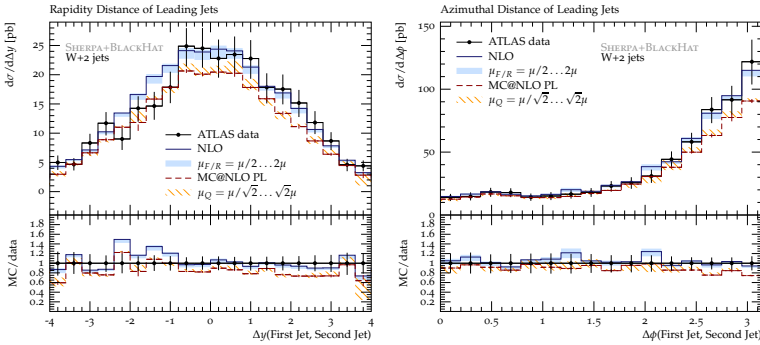 Rapidity Distance of Leading Jets
dσ/dΔy [pb]
25
20
15
10
5
0
SHERPA+BLACKHAT
W+2 jets
ATLAS data
NLO
μF/R = μ/2...2μ
MC@NLO PL
μQ = μ/√2...√2μ
MC/data
1.8
1.6
1.4
1.2
1
0.8
0.6
0.4
0.2
-4 -3 -2 -1 0 1 2 3 4
Δy(First Jet, Second Jet)
Azimuthal Distance of Leading Jets
dσ/dΔϕ [pb]
150
100
50
0
ATLAS data
NLO
μF/R = μ/2...2μ
MC@NLO PL
μQ = μ/√2...√2μ
SHERPA+BLACKHAT
W+2 jets
MC/data
1.8
1.6
1.4
1.2
1
0.8
0.6
0.4
0.2
0 0.5 1 1.5 2 2.5 3
Δϕ(First Jet, Second Jet)